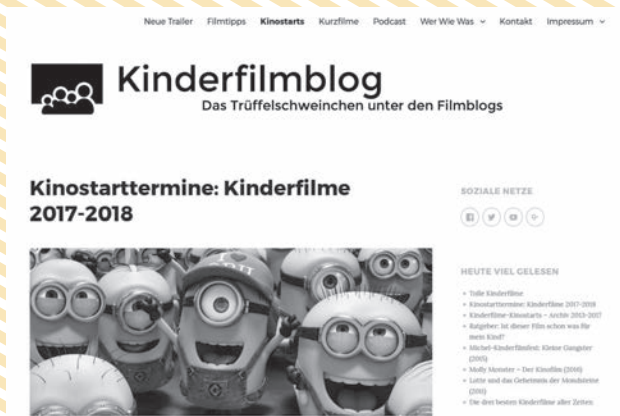 Neue Trailer Filmtipps Kinostarts Kurzfilme Podcast Wer Wie Was Kontakt Impressum
Kinderfilmblog
Das Trüffelschweinchen unter den Filmblogs
Kinostarttermine: Kinderfilme
2017-2018
SOZIALE NETZE
HEUTE VIEL GELESEN
Tolle Kinderfilme
Kinostarttermine: Kinderfilme 2017-2018
Kinderfilme-Kinostarts – Archiv 2013-2017
Ratgeber: Ist dieser Film schon was für
mein Kind?
Michel-Kinderfilmfest: Kleine Gangster
(2015)
Molly Monster – Der Kinofilm (2016)
Lotte und das Geheimnis der Mondsteine
Die drei besten Kinderfilme aller Zeiten